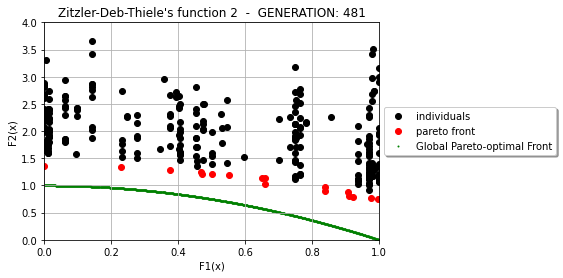 Zitzler-Deb-Thiele's function 2 - GENERATION: 481
4.0
3.5
3.0
2.5
2.0
1.5
1.0
0.5
0.0
F2(x)
0.0 0.2 0.4 0.6 0.8 1.0
F1(x)
individuals
pareto front
Global Pareto-optimal Front